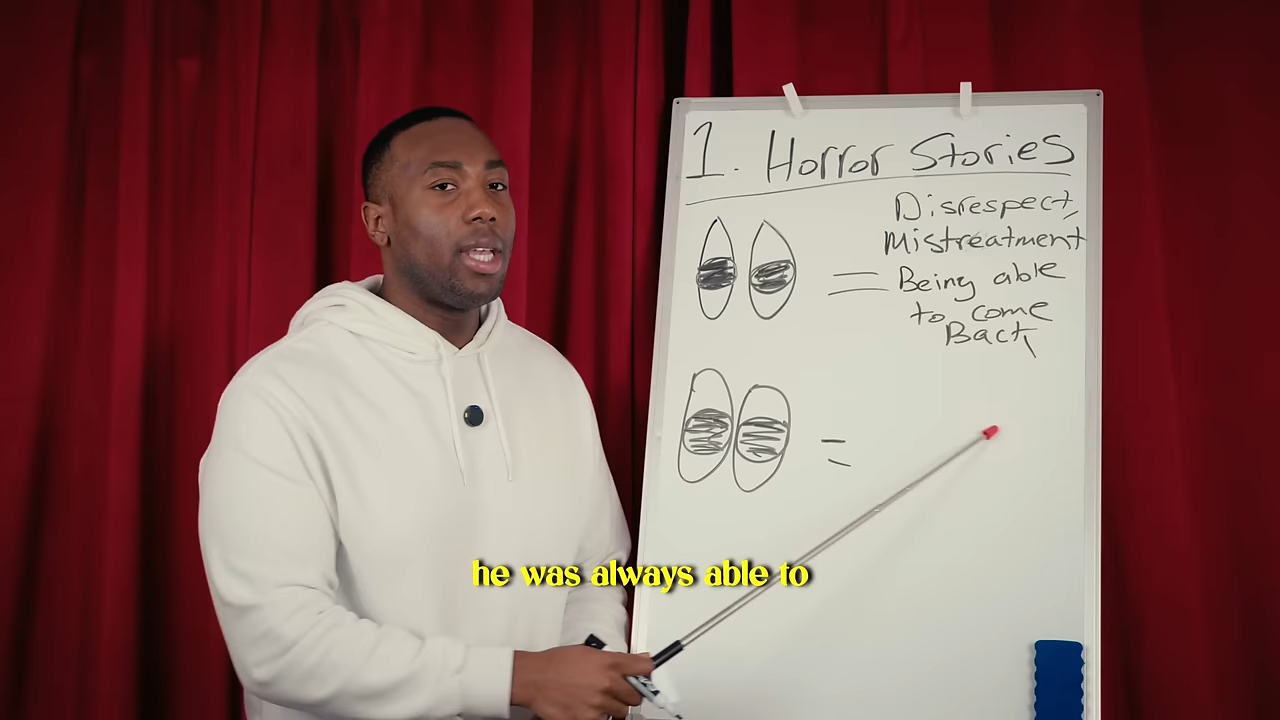 1. Horror Stories
Disrespect,
Mistreatment
= Being able
to come
Back
=
he was always able to